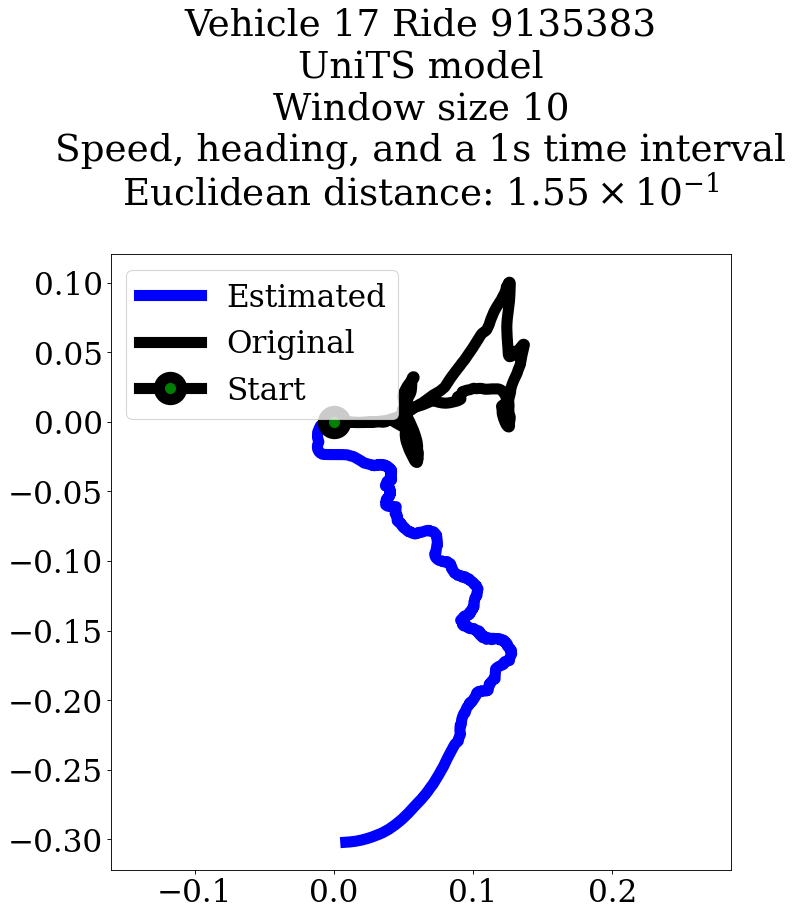 Vehicle 17 Ride 9135383
UniTS model
Window size 10
Speed, heading, and a 1s time interval
Euclidean distance: 1.55 × 10⁻¹
Estimated
Original
Start
0.10
0.05
0.00
−0.05
−0.10
−0.15
−0.20
−0.25
−0.30
−0.1 0.0 0.1 0.2